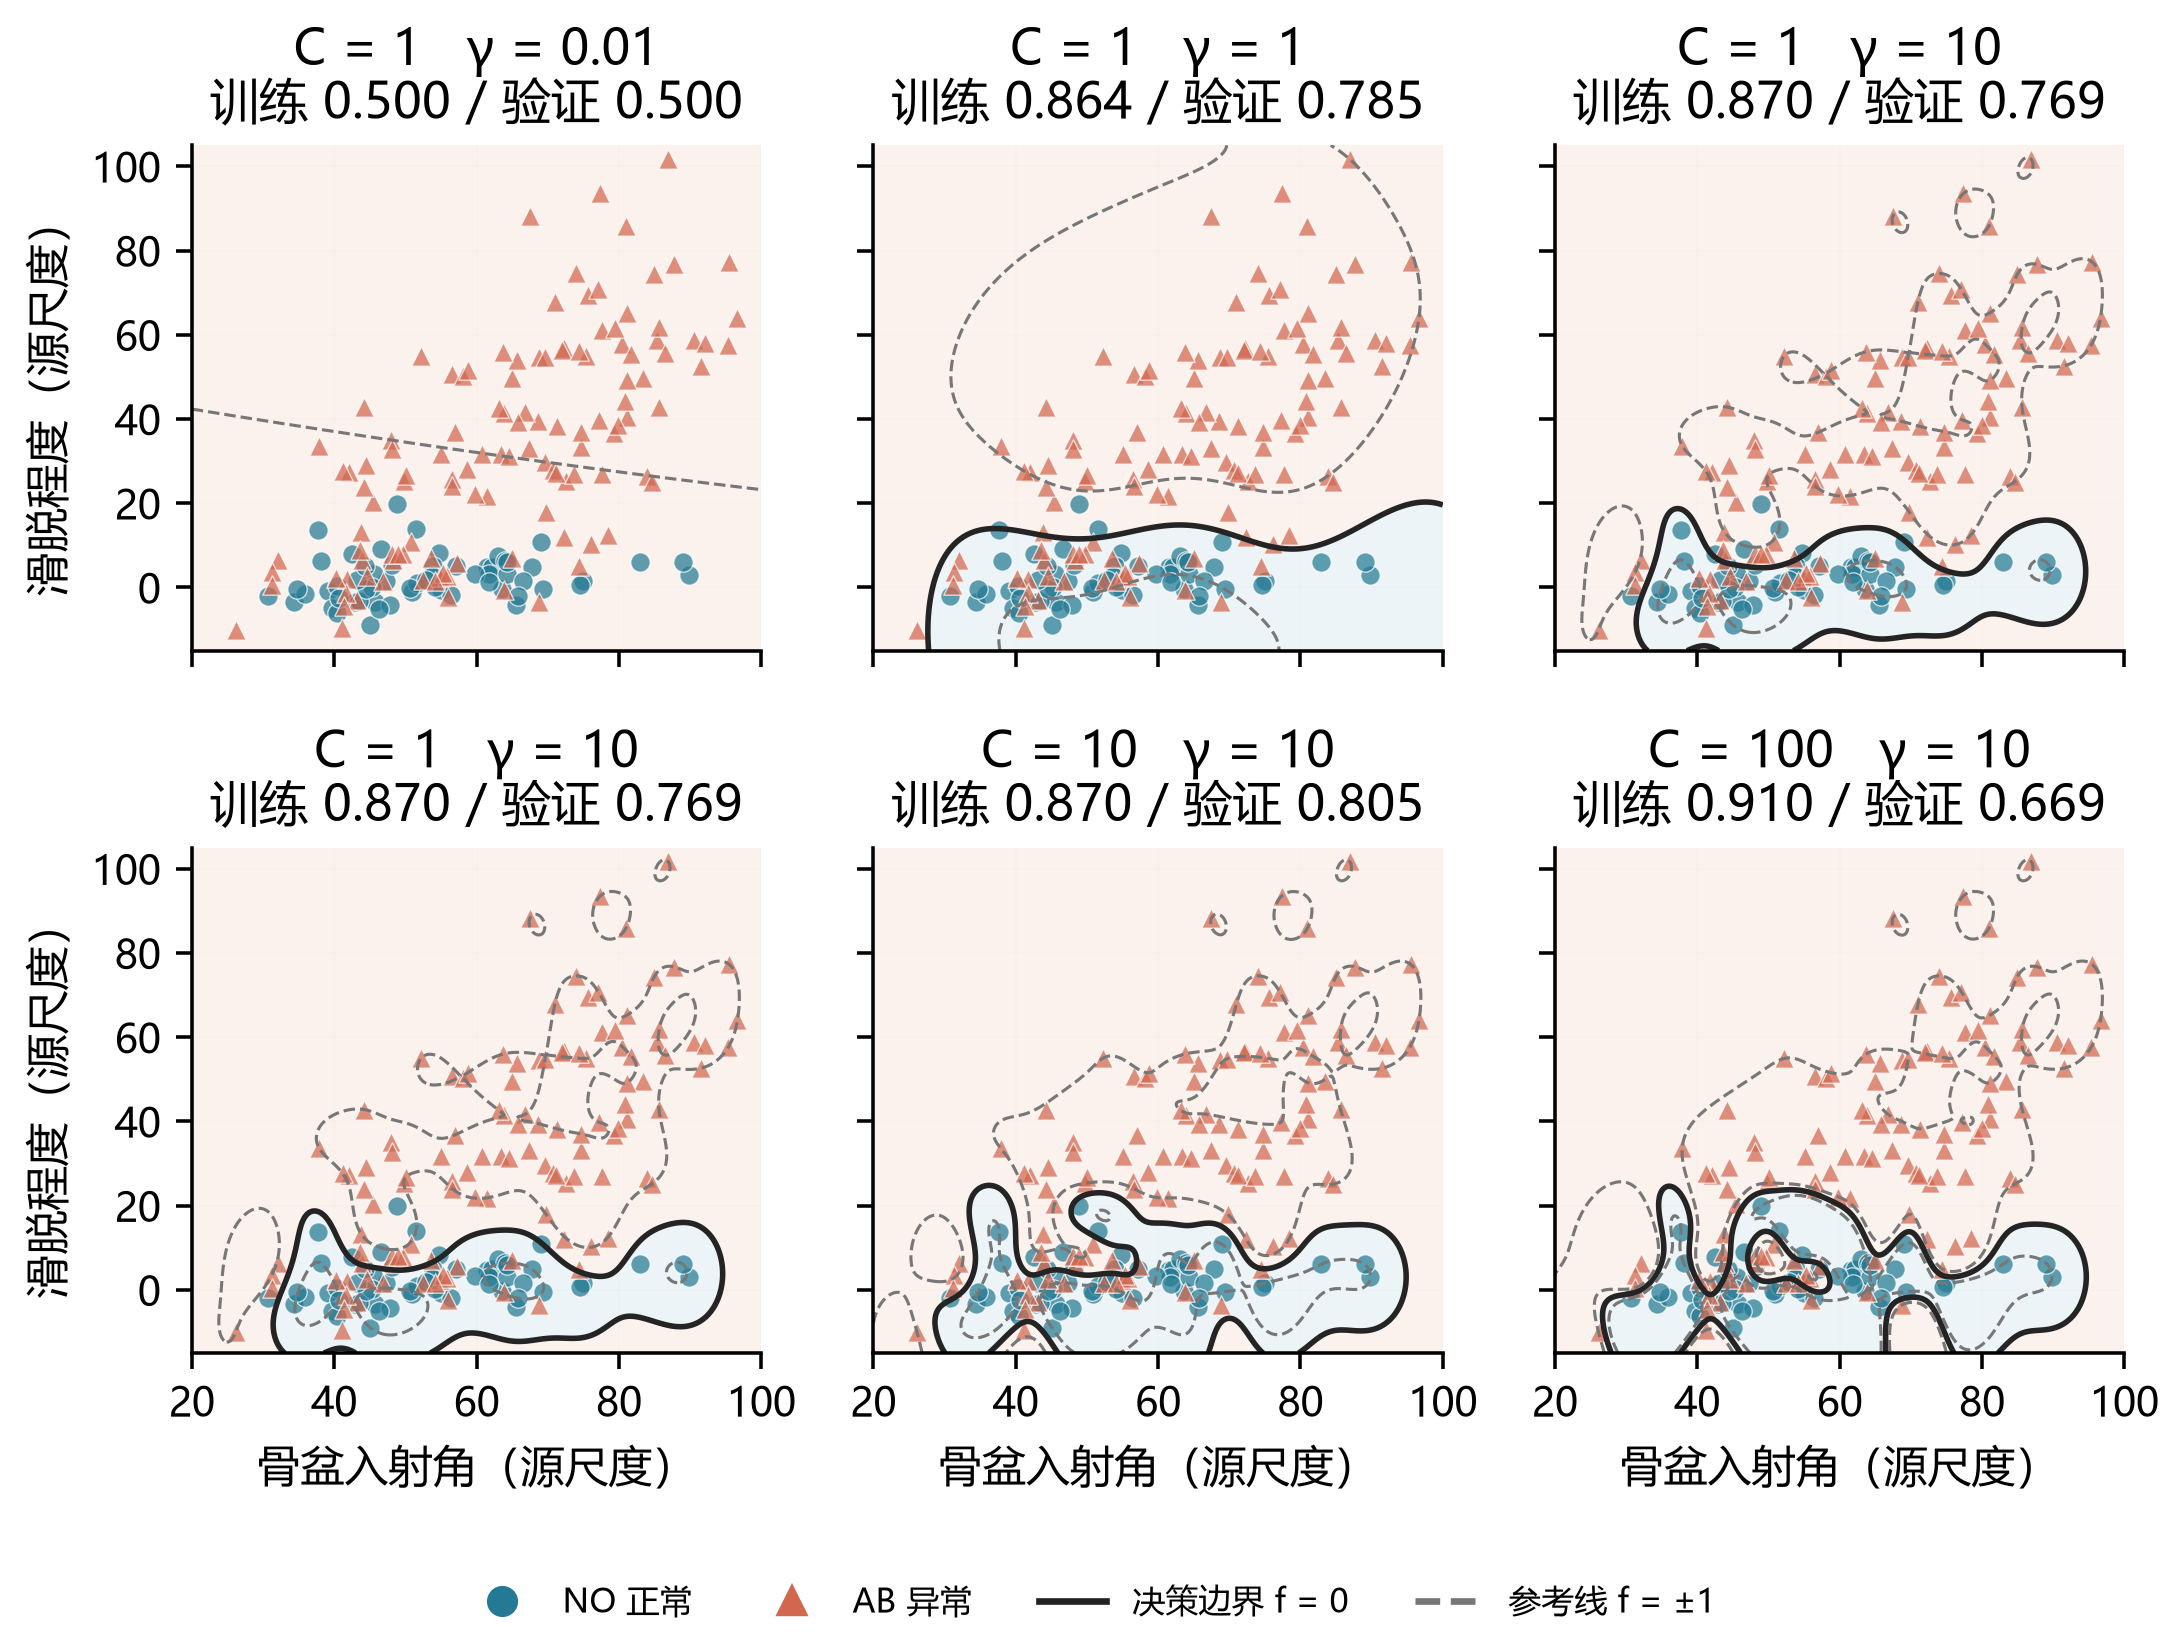 C = 1 γ = 0.01
训练 0.500 / 验证 0.500
C = 1 γ = 1
训练 0.864 / 验证 0.785
C = 1 γ = 10
训练 0.870 / 验证 0.769
滑脱程度（源尺度）
100
80
60
40
20
0
C = 1 γ = 10
训练 0.870 / 验证 0.769
C = 10 γ = 10
训练 0.870 / 验证 0.805
C = 100 γ = 10
训练 0.910 / 验证 0.669
滑脱程度（源尺度）
100
80
60
40
20
0
20 40 60 80 100
20 40 60 80 100
20 40 60 80 100
骨盆入射角（源尺度）
骨盆入射角（源尺度）
骨盆入射角（源尺度）
NO 正常
AB 异常
决策边界 f = 0
参考线 f = ±1